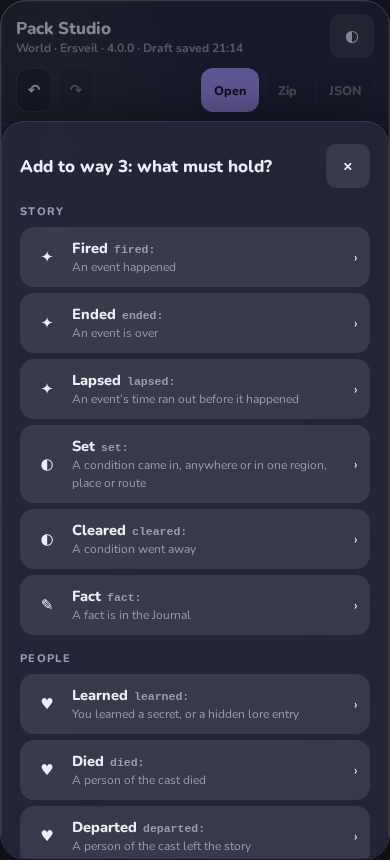 Pack Studio
World · Ersveil · 4.0.0 · Draft saved 21:14
Open Zip JSON
Add to way 3: what must hold?
STORY
Fired fired:
An event happened
Ended ended:
An event is over
Lapsed lapsed:
An event's time ran out before it happened
Set set:
A condition came in, anywhere or in one region,
place or route
Cleared cleared:
A condition went away
Fact fact:
A fact is in the Journal
PEOPLE
Learned learned:
You learned a secret, or a hidden lore entry
Died died:
A person of the cast died
Departed departed:
A person of the cast left the story